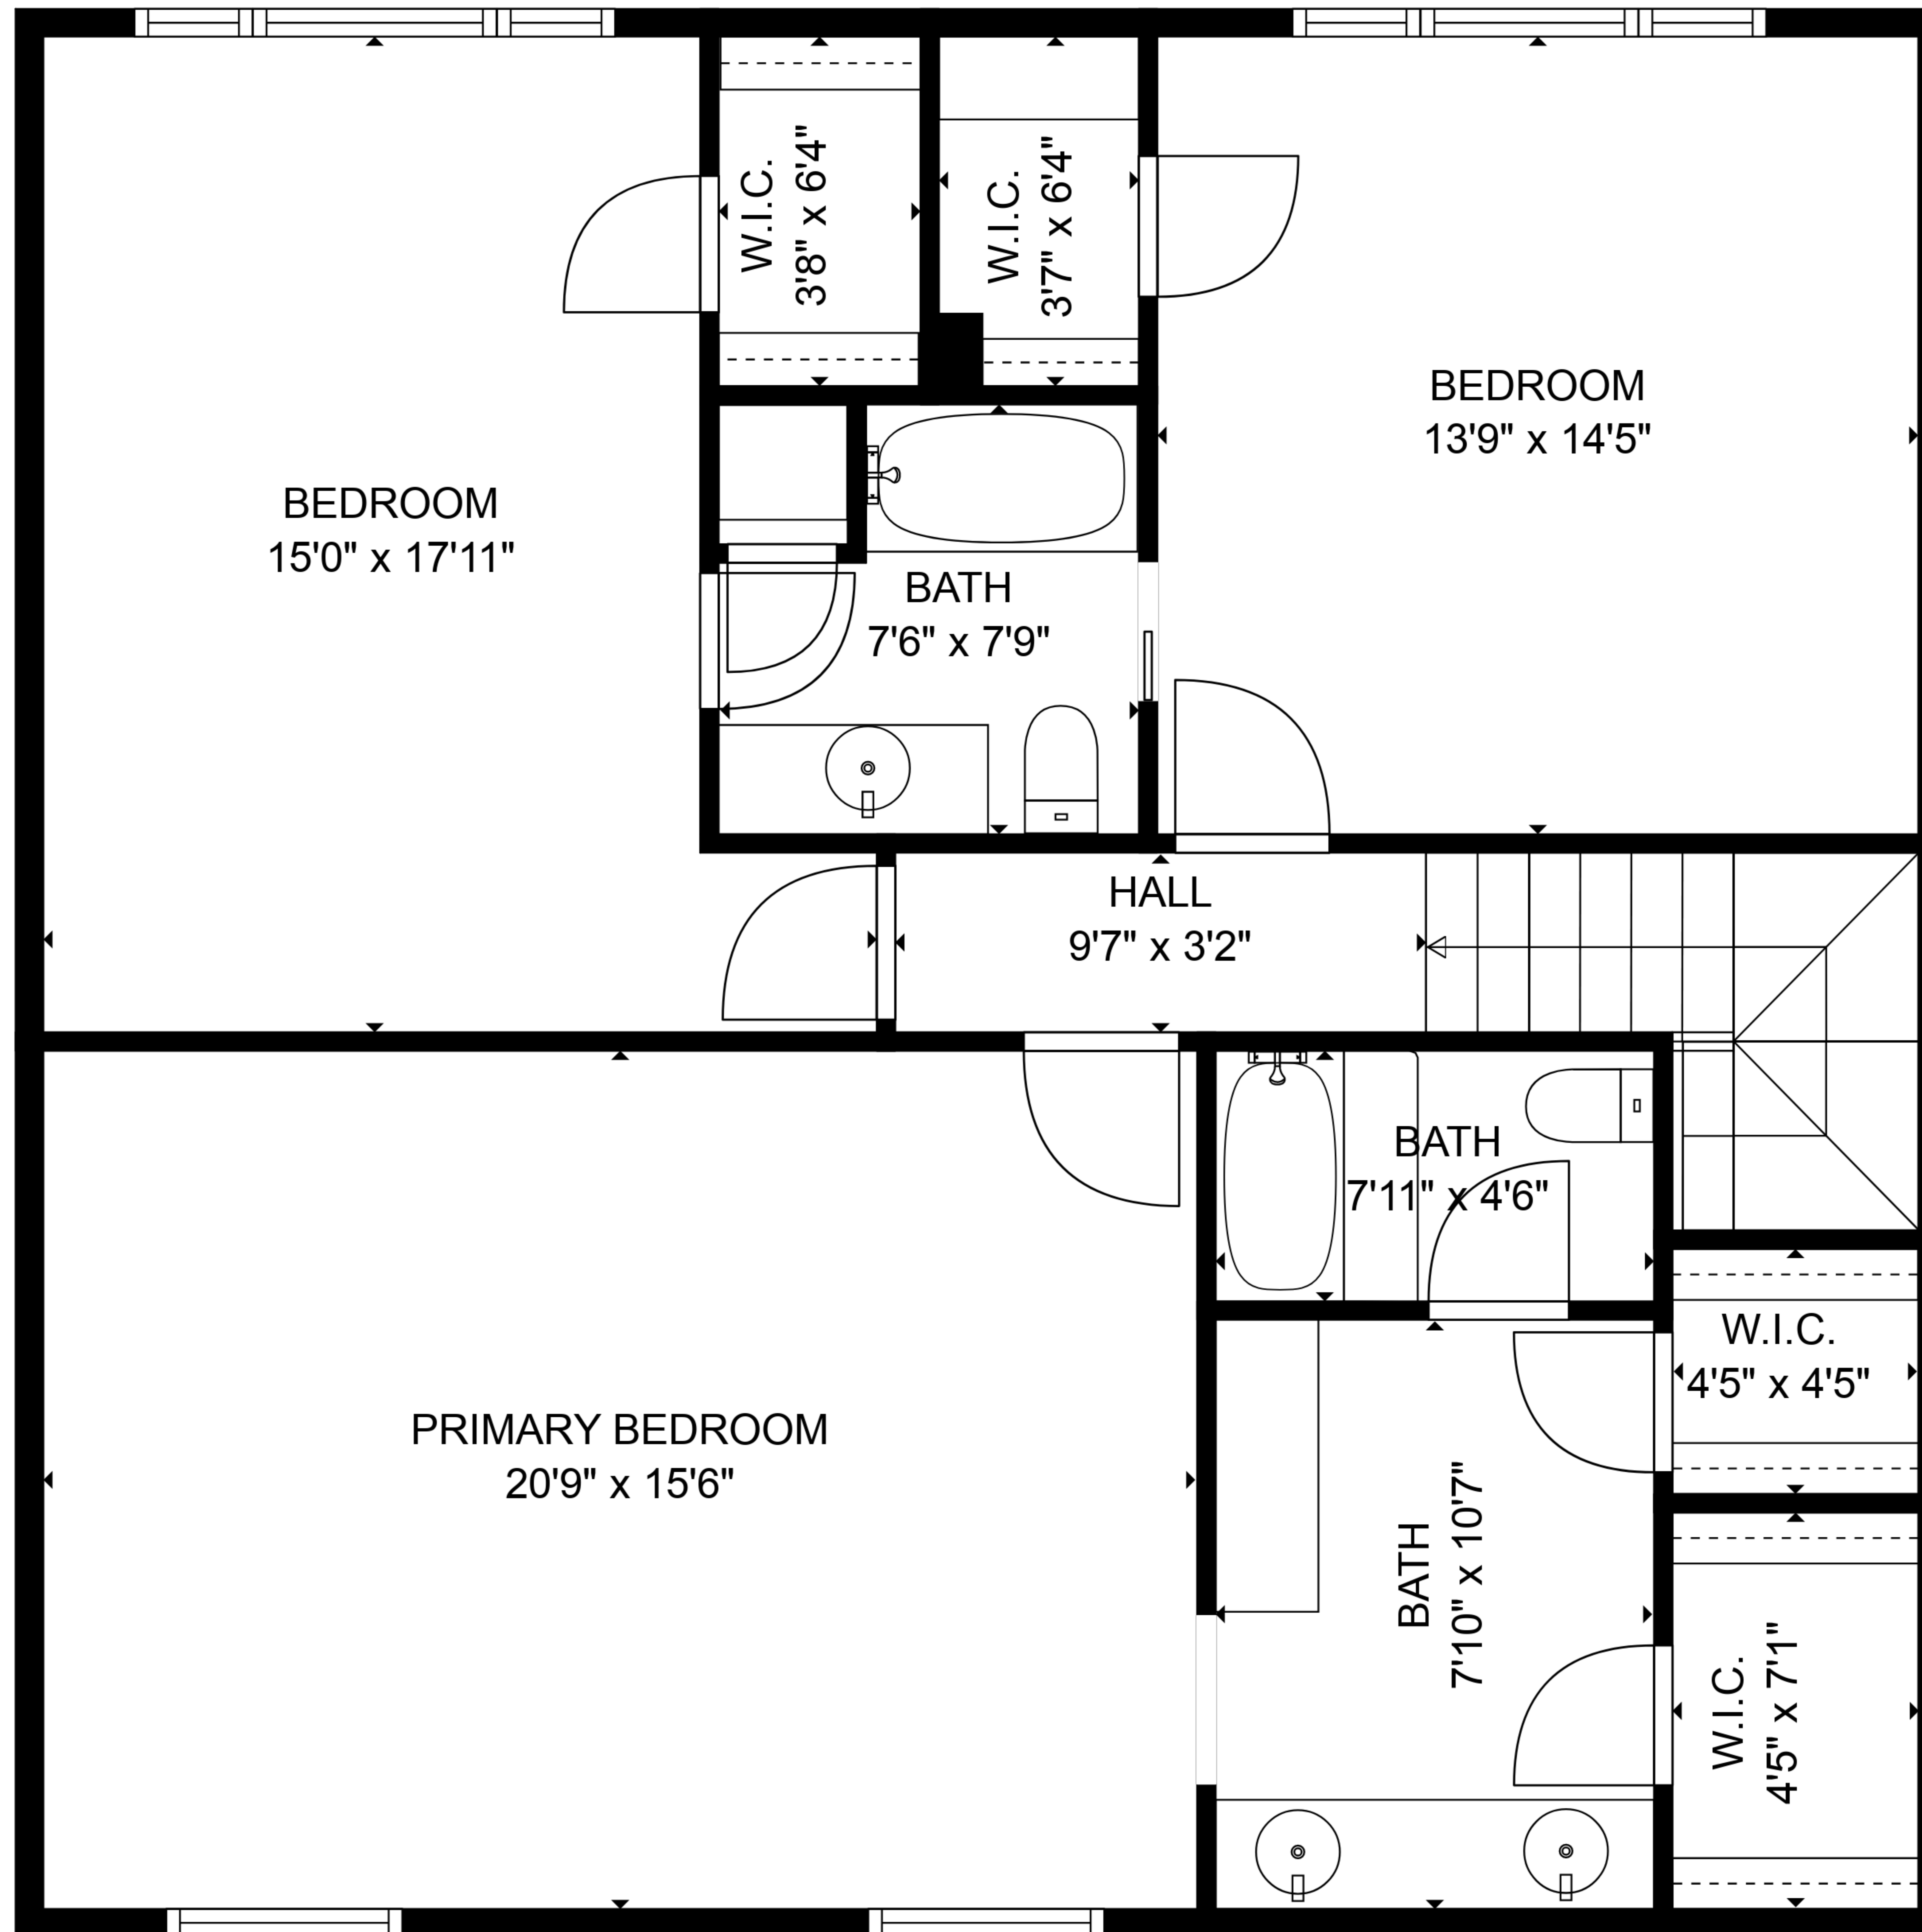 W.I.C.
3'8" x 6'4"
W.I.C.
3'7" x 6'4"
BEDROOM
13'9" x 14'5"
BEDROOM
15'0" x 17'11"
BATH
7'6" x 7'9"
HALL
9'7" x 3'2"
BATH
7'11" x 4'6"
W.I.C.
4'5" x 4'5"
PRIMARY BEDROOM
20'9" x 15'6"
BATH
7'10" x 10'7"
W.I.C.
4'5" x 7'1"